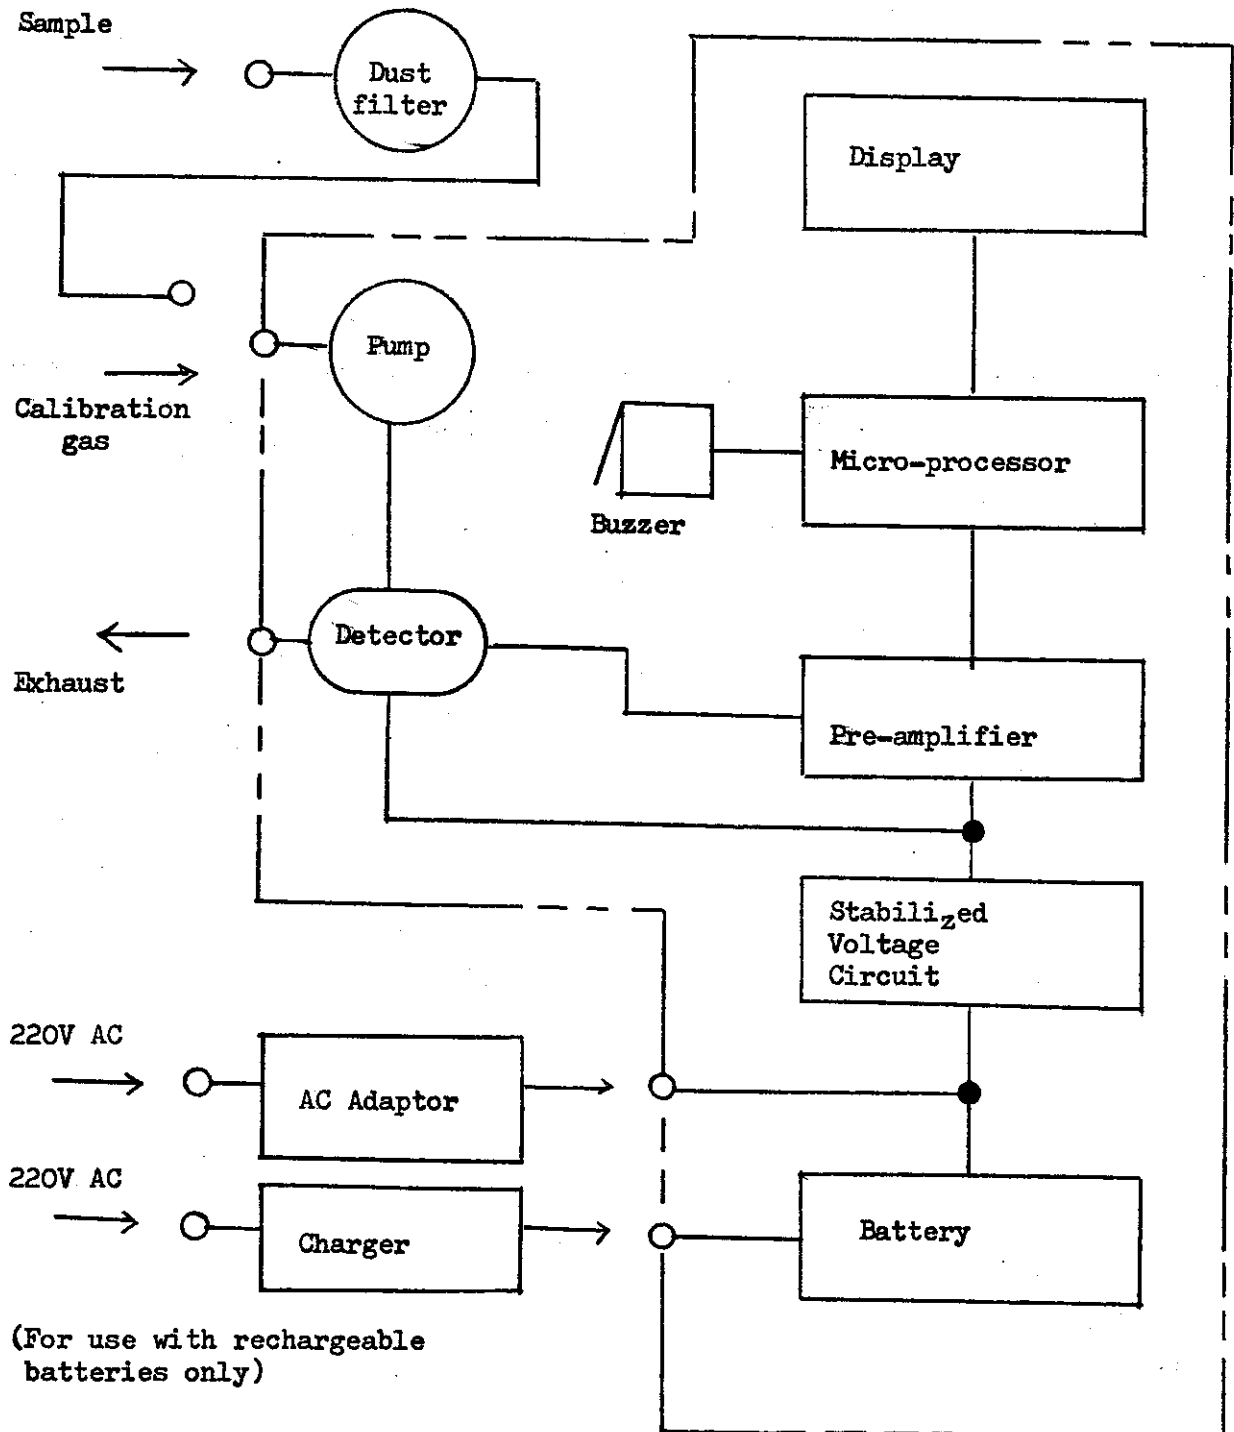 Sample
Dust
filter
Display
Pump
Calibration
gas
Micro-processor
Buzzer
Detector
Exhaust
Pre-amplifier
Stabilized
Voltage
Circuit
220V AC
AC Adaptor
220V AC
Charger
Battery
(For use with rechargeable
batteries only)